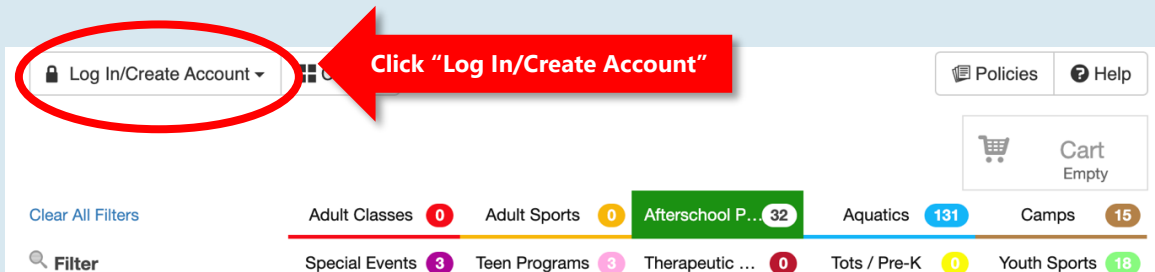 Log In/Create Account
Click “Log In/Create Account”
Policies
Help
Cart
Empty
Clear All Filters
Adult Classes 0
Adult Sports 0
Afterschool P... 32
Aquatics 131
Camps 15
Filter
Special Events 3
Teen Programs 3
Therapeutic ... 0
Tots / Pre-K 0
Youth Sports 18